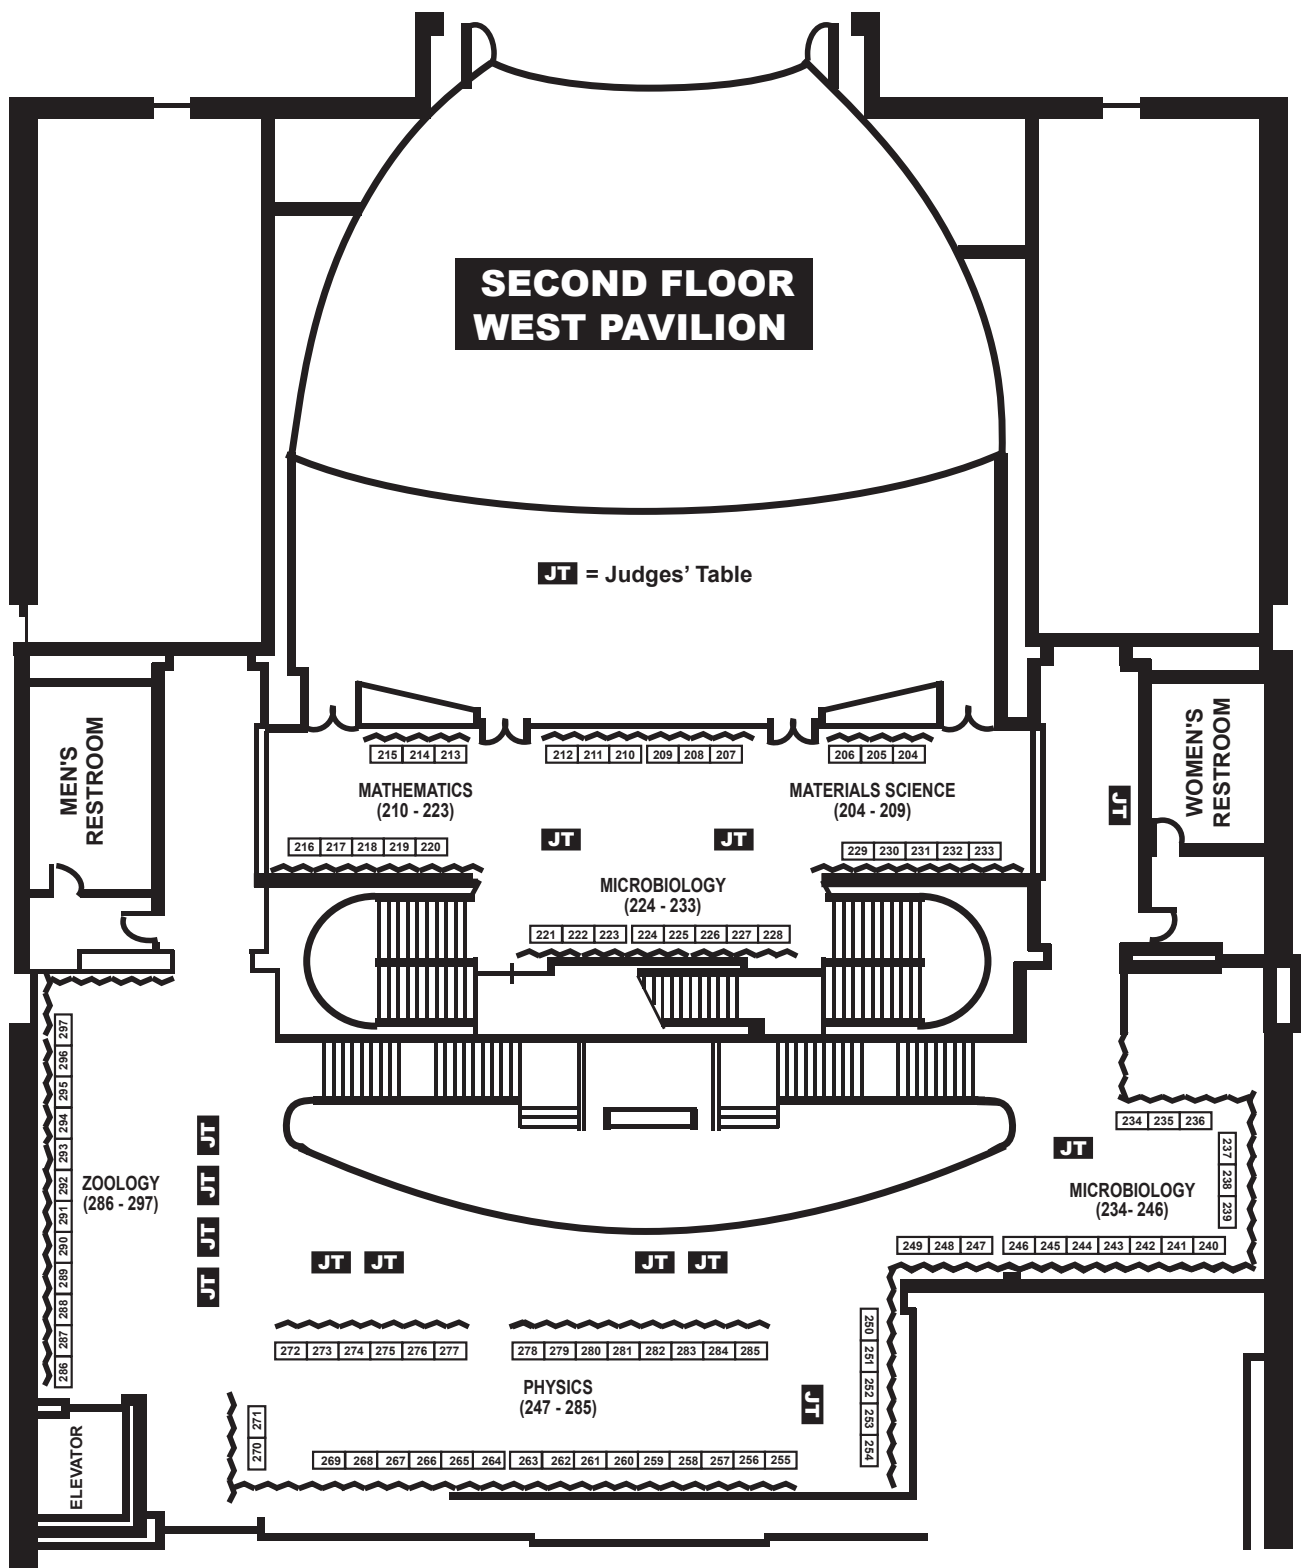 SECOND FLOOR
WEST PAVILION
JT = Judges’ Table
MEN'S
RESTROOM
WOMEN'S
RESTROOM
215 214 213
212 211 210 209 208 207
206 205 204
MATHEMATICS
(210 - 223)
MATERIALS SCIENCE
(204 - 209)
JT
216 217 218 219 220
JT
JT
229 230 231 232 233
MICROBIOLOGY
(224 - 233)
221 222 223 224 225 226 227 228
297
296
295
294
293
292
291
290
289
288
287
286
ZOOLOGY
(286 - 297)
JT
JT
JT
JT
234 235 236
237
238
239
JT
MICROBIOLOGY
(234- 246)
249 248 247 246 245 244 243 242 241 240
JT JT
JT JT
272 273 274 275 276 277
278 279 280 281 282 283 284 285
250
251
252
253
254
PHYSICS
(247 - 285)
JT
271
270
269 268 267 266 265 264 263 262 261 260 259 258 257 256 255
ELEVATOR